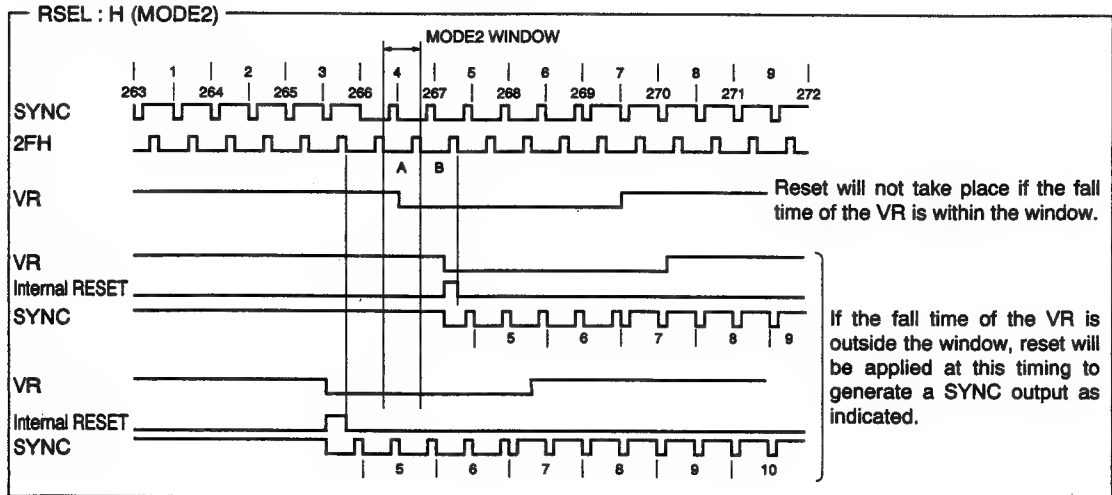 RSEL : H (MODE2)
MODE2 WINDOW
1 2 3 4 5 6 7 8 9
263 264 265 266 267 268 269 270 271 272
SYNC
2FH
A B
VR
Reset will not take place if the fall
time of the VR is within the window.
VR
Internal RESET
SYNC
5 6 7 8 9
If the fall time of the VR is
outside the window, reset will
be applied at this timing to
generate a SYNC output as
indicated.
VR
Internal RESET
SYNC
5 6 7 8 9 10